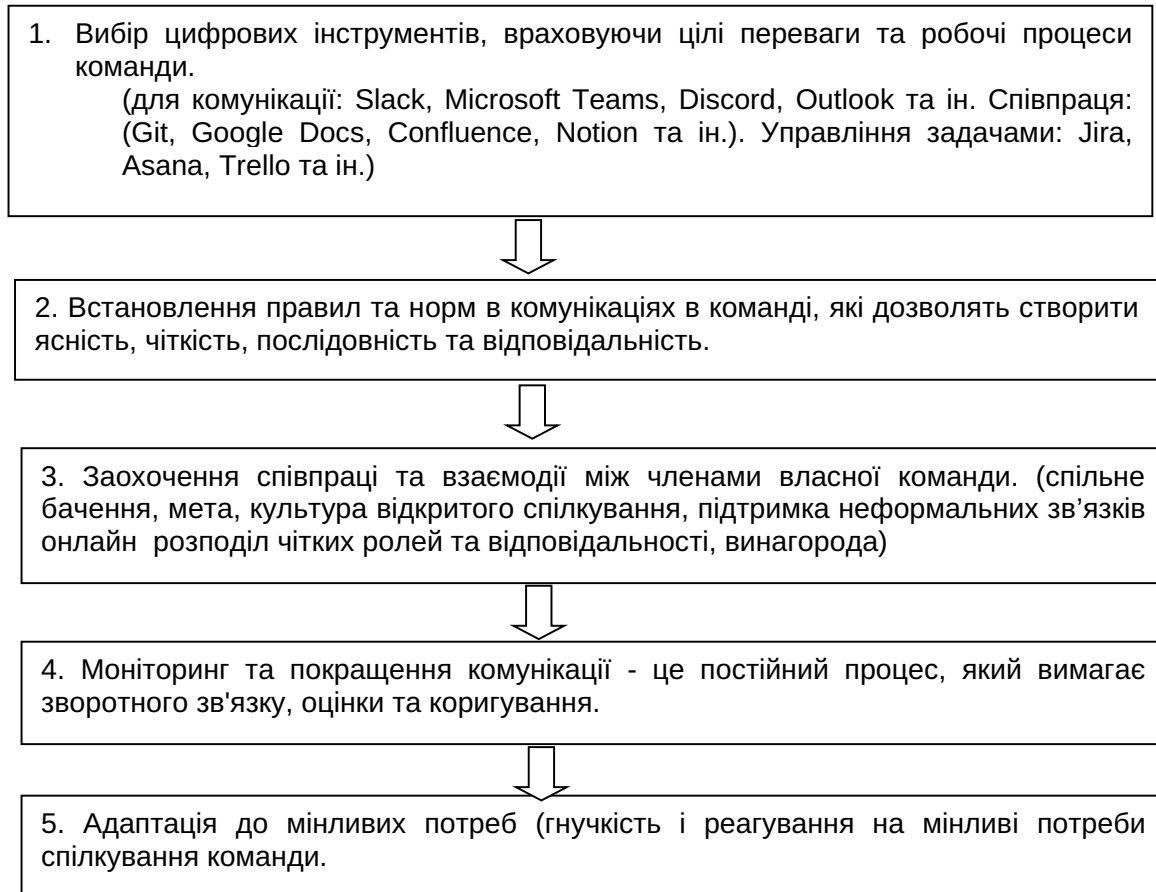 1. Вибір цифрових інструментів, враховуючи цілі переваги та робочі процеси
команди.
(для комунікації: Slack, Microsoft Teams, Discord, Outlook та ін. Співпраця:
(Git, Google Docs, Confluence, Notion та ін.). Управління задачами: Jira,
Asana, Trello та ін.)
2. Встановлення правил та норм в комунікаціях в команді, які дозволять створити
ясність, чіткість, послідовність та відповідальність.
3. Заохочення співпраці та взаємодії між членами власної команди. (спільне
бачення, мета, культура відкритого спілкування, підтримка неформальних зв’язків
онлайн розподіл чітких ролей та відповідальності, винагорода)
4. Моніторинг та покращення комунікації - це постійний процес, який вимагає
зворотного зв'язку, оцінки та коригування.
5. Адаптація до мінливих потреб (гнучкість і реагування на мінливі потреби
спілкування команди.